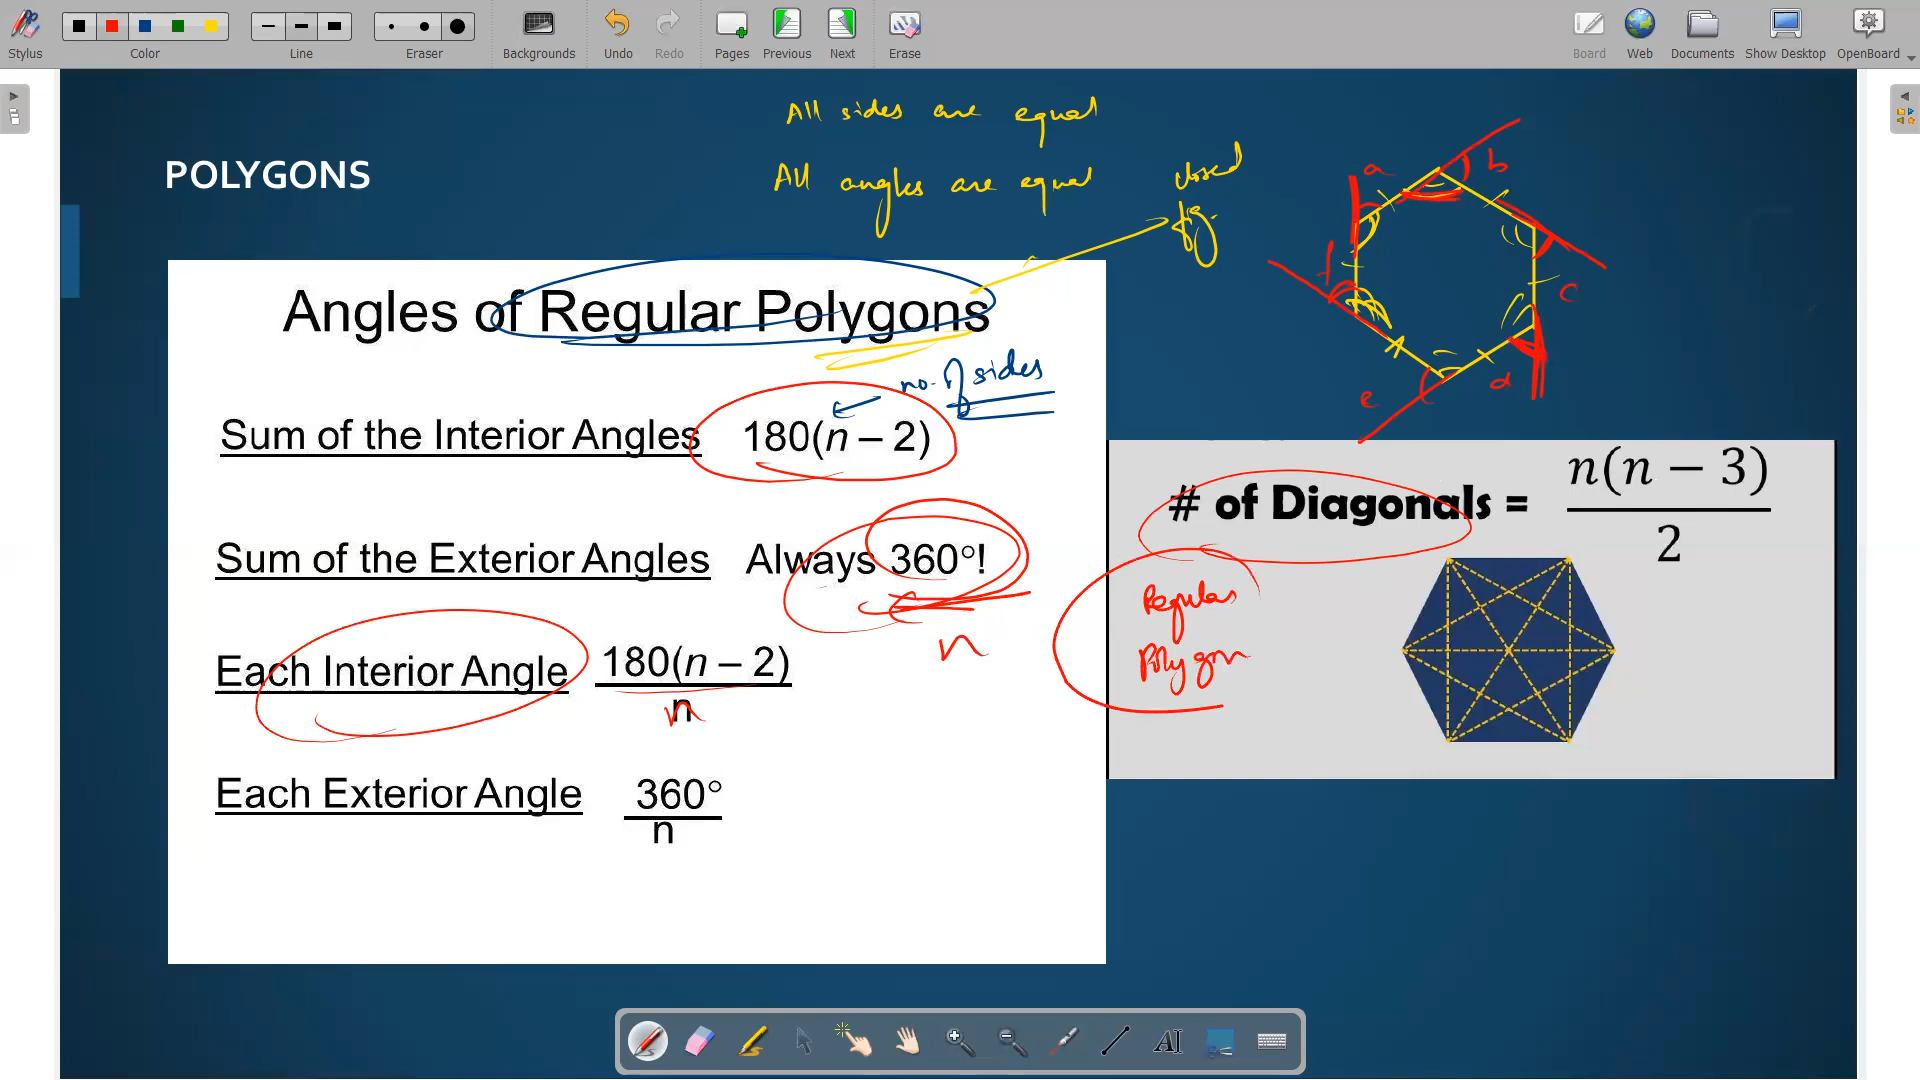 Stylus
Color
Line
Eraser
Backgrounds
Undo
Redo
Pages
Previous
Next
Erase
Board
Web
Documents
Show Desktop
OpenBoard
All sides are equal
All angles are equal
closed
fig.
POLYGONS
Angles of Regular Polygons
no. of sides
Sum of the Interior Angles 180(n – 2)
Sum of the Exterior Angles Always 360°!
n
Each Interior Angle 180(n – 2)
n
Each Exterior Angle 360°
n
a
b
c
d
e
f
# of Diagonals = n(n − 3)
2
Regular
Polygon